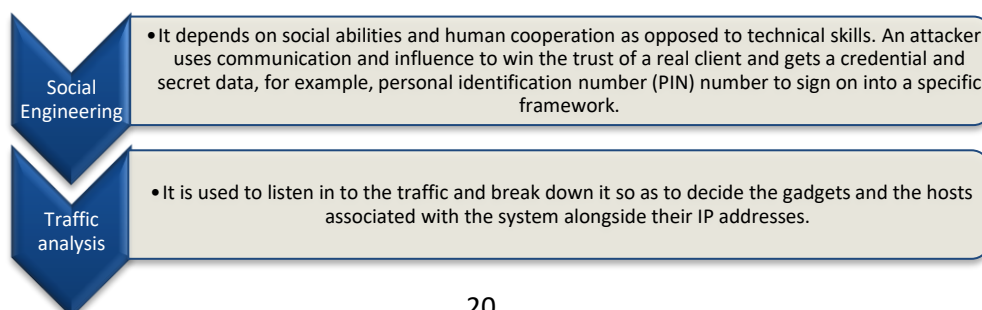 Social
Engineering
•It depends on social abilities and human cooperation as opposed to technical skills. An attacker
uses communication and influence to win the trust of a real client and gets a credential and
secret data, for example, personal identification number (PIN) number to sign on into a specific
framework.
Traffic
analysis
•It is used to listen in to the traffic and break down it so as to decide the gadgets and the hosts
associated with the system alongside their IP addresses.
20